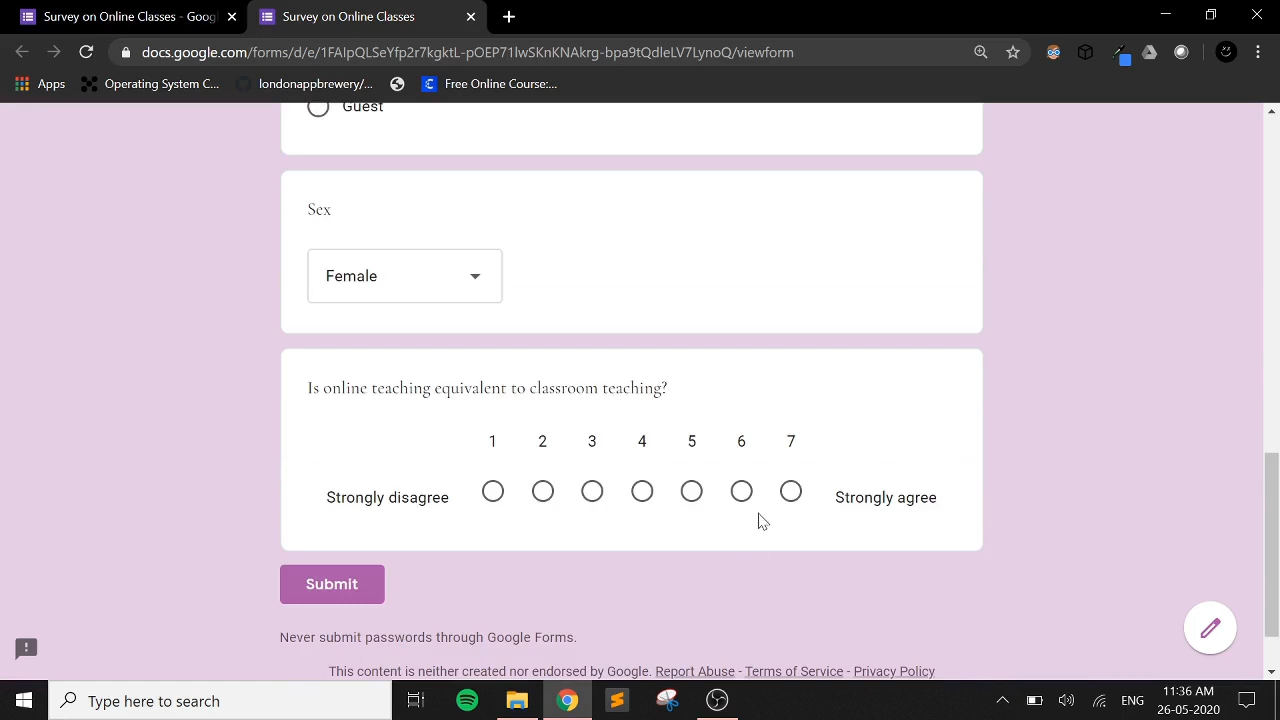 Survey on Online Classes - Goog
Survey on Online Classes
docs.google.com/forms/d/e/1FAIpQLSeYfp2r7kgktL-pOEP71lwSKnKNAkrg-bpa9tQdleLV7LynoQ/viewform
Apps
Operating System C...
londonappbrewery/...
Free Online Course:...
Guest
Sex
Female
Is online teaching equivalent to classroom teaching?
1 2 3 4 5 6 7
Strongly disagree
Strongly agree
Submit
Never submit passwords through Google Forms.
This content is neither created nor endorsed by Google. Report Abuse - Terms of Service - Privacy Policy
Type here to search
ENG
11:36 AM
26-05-2020